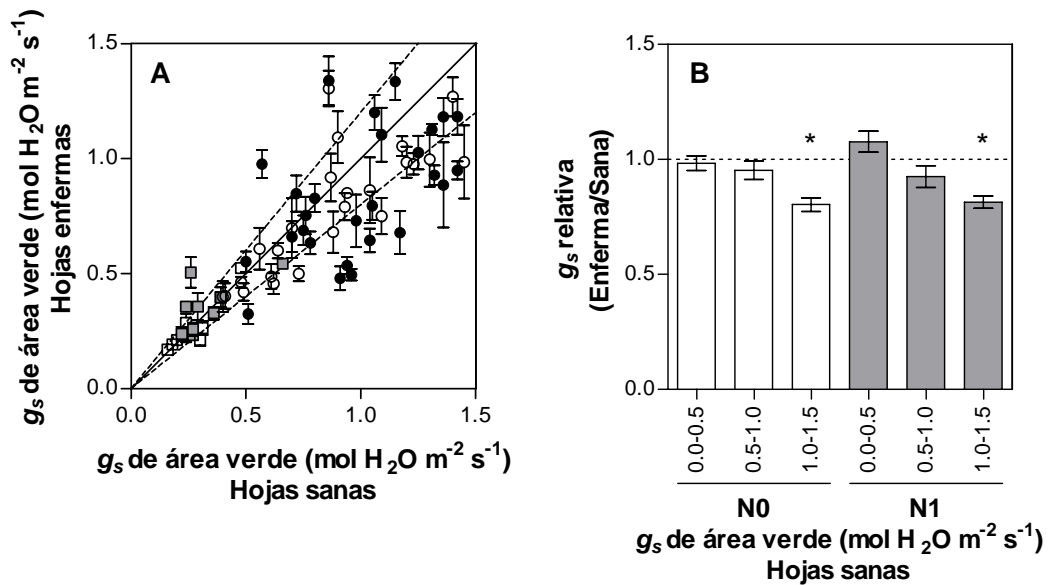 g_s de área verde (mol H2O m-2 s-1)
Hojas enfermas
1.5
1.0
0.5
0.0
A
0.0 0.5 1.0 1.5
g_s de área verde (mol H2O m-2 s-1)
Hojas sanas
g_s relativa
(Enferma/Sana)
1.5
1.0
0.5
0.0
B
* *
0.0-0.5
0.5-1.0
1.0-1.5
0.0-0.5
0.5-1.0
1.0-1.5
N0 N1
g_s de área verde (mol H2O m-2 s-1)
Hojas sanas